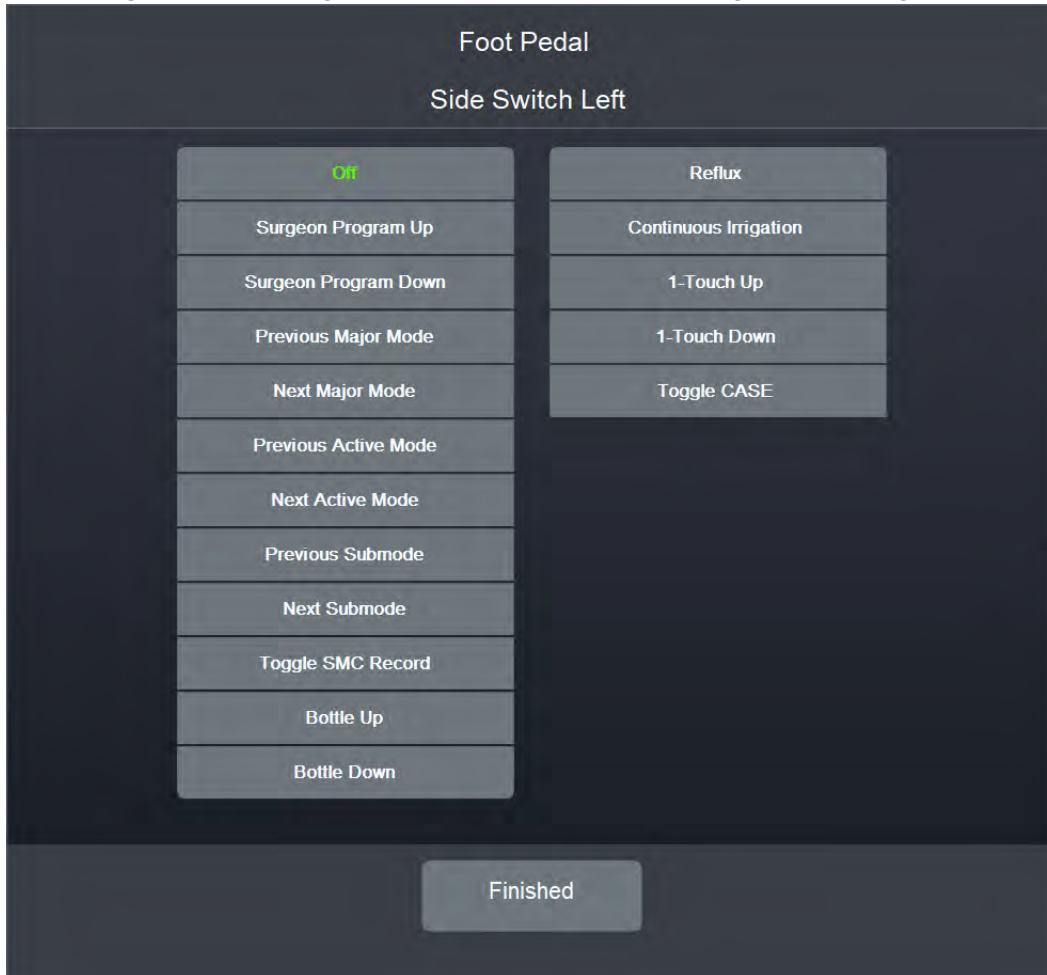 Foot Pedal
Side Switch Left
Off
Surgeon Program Up
Surgeon Program Down
Previous Major Mode
Next Major Mode
Previous Active Mode
Next Active Mode
Previous Submode
Next Submode
Toggle SMC Record
Bottle Up
Bottle Down
Reflux
Continuous Irrigation
1-Touch Up
1-Touch Down
Toggle CASE
Finished